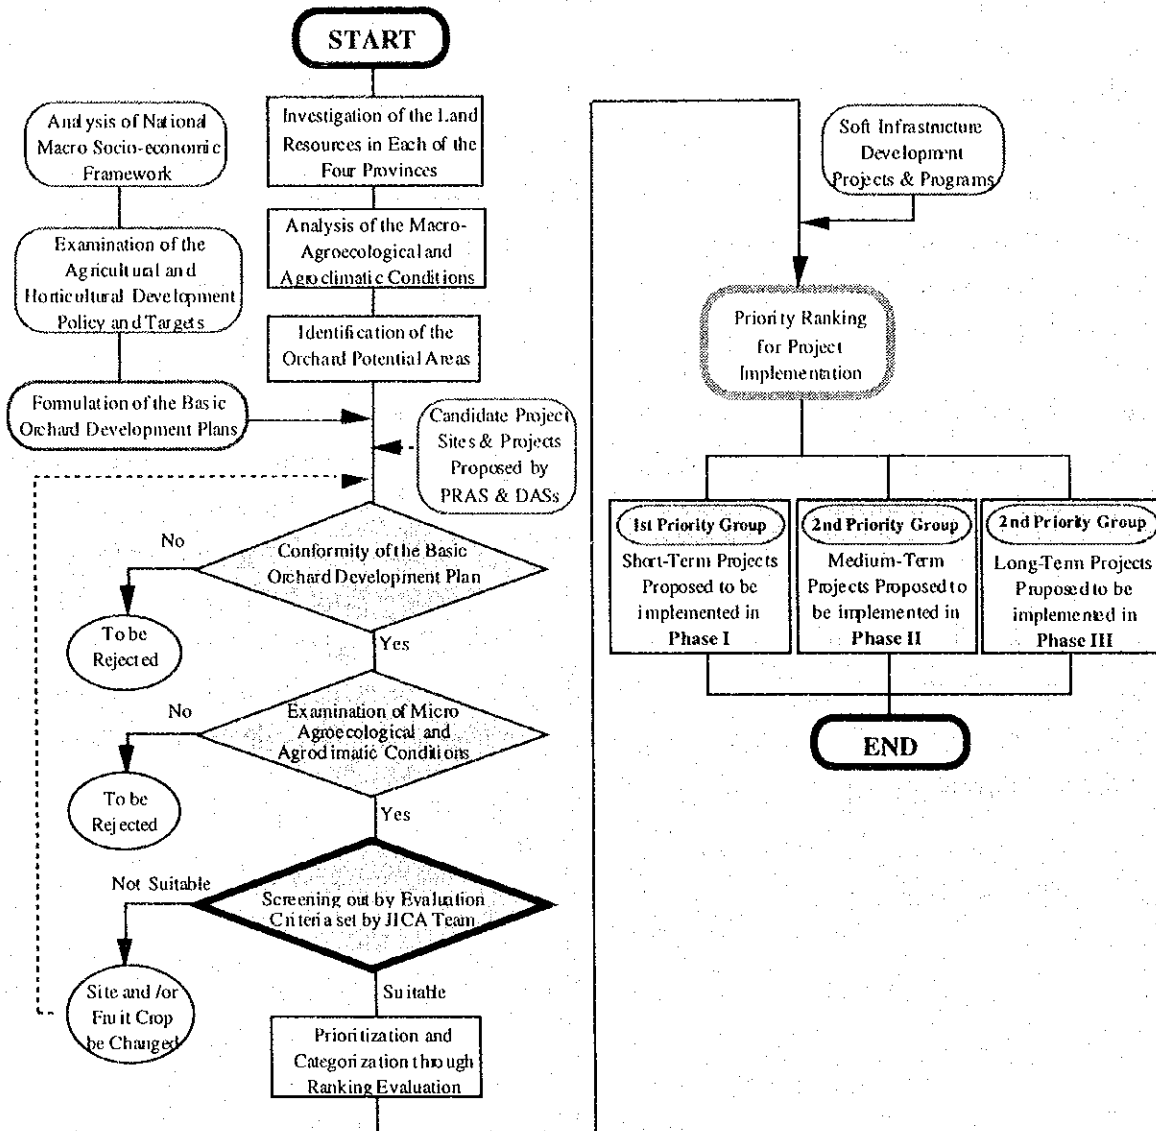 START
Analysis of National
Macro Socio-economic
Framework
Investigation of the Land
Resources in Each of the
Four Provinces
Examination of the
Agricultural and
Horticultural Development
Policy and Targets
Analysis of the Macro-
Agroecological and
Agroclimatic Conditions
Identification of the
Orchard Potential Areas
Formulation of the Basic
Orchard Development Plans
Candidate Project
Sites & Projects
Proposed by
PRAS & DASs
No
Conformity of the Basic
Orchard Development Plan
To be
Rejected
Yes
No
Examination of Micro
Agroecological and
Agroclimatic Conditions
To be
Rejected
Yes
Not Suitable
Screening out by Evaluation
Criteria set by JICA Team
Site and /or
Fruit Crop
be Changed
Suitable
Prioritization and
Categorization through
Ranking Evaluation
Soft Infrastructure
Development
Projects & Programs
Priority Ranking
for Project
Implementation
1st Priority Group
Short-Term Projects
Proposed to be
implemented in
Phase I
2nd Priority Group
Medium-Term
Projects Proposed to
be implemented in
Phase II
2nd Priority Group
Long-Term Projects
Proposed to be
implemented in
Phase III
END